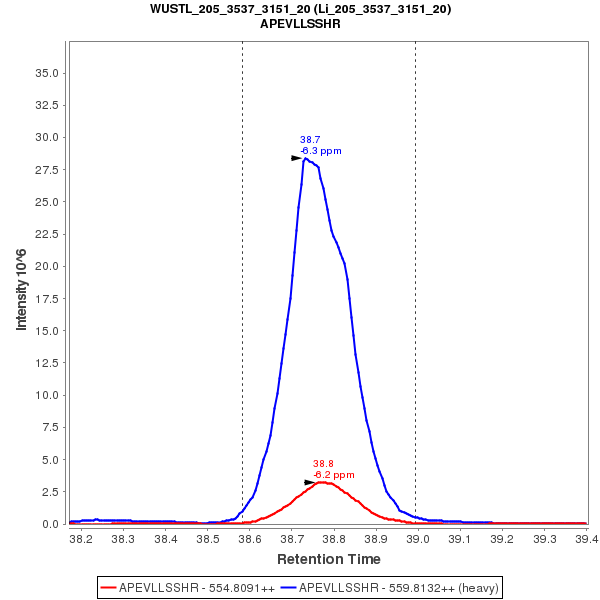 WUSTL_205_3537_3151_20 (Li_205_3537_3151_20)
APEVLLSSHR
35.0
32.5
30.0
27.5
25.0
22.5
20.0
17.5
15.0
12.5
10.0
7.5
5.0
2.5
0.0
Intensity 10^6
38.7
-6.3 ppm
38.8
-6.2 ppm
38.2 38.3 38.4 38.5 38.6 38.7 38.8 38.9 39.0 39.1 39.2 39.3 39.4
Retention Time
APEVLLSSHR - 554.8091++ APEVLLSSHR - 559.8132++ (heavy)